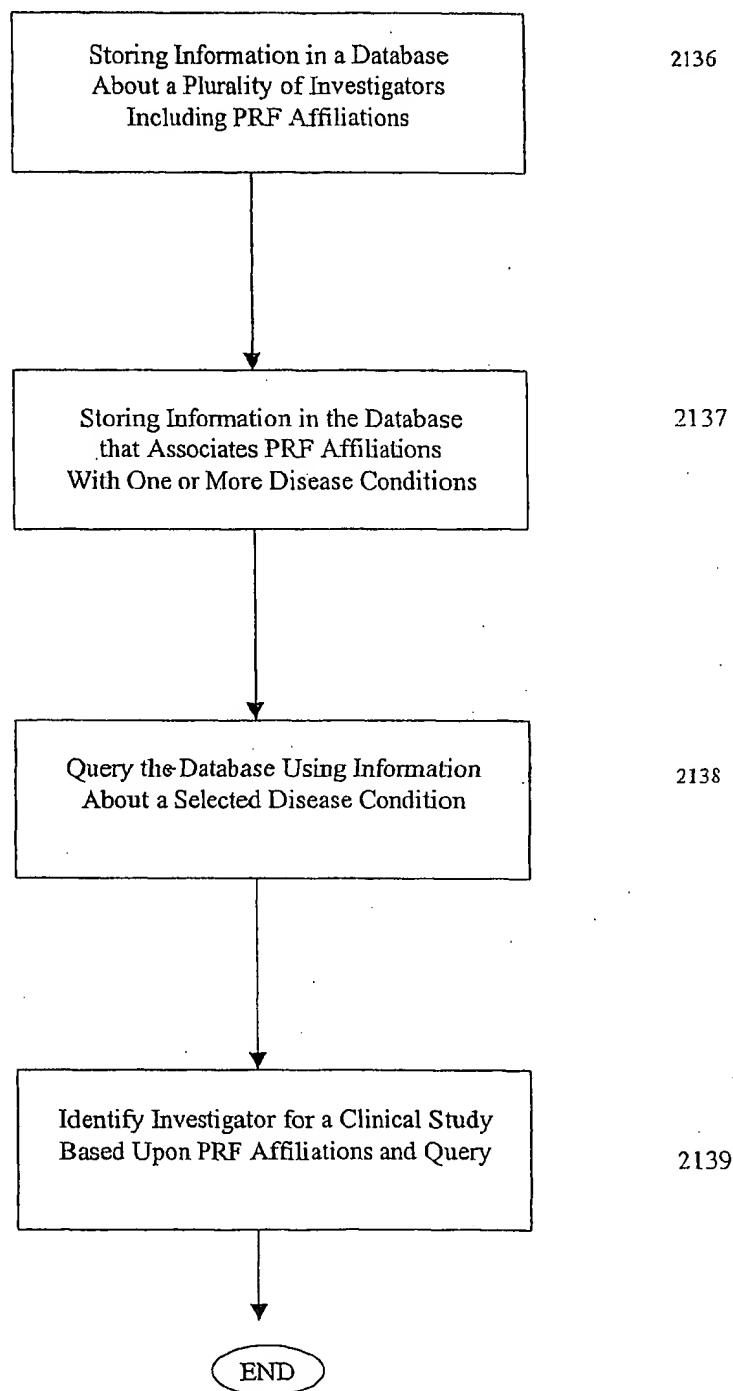 Storing Information in a Database
About a Plurality of Investigators
Including PRF Affiliations
2136
Storing Information in the Database
that Associates PRF Affiliations
With One or More Disease Conditions
2137
Query the Database Using Information
About a Selected Disease Condition
2138
Identify Investigator for a Clinical Study
Based Upon PRF Affiliations and Query
2139
END